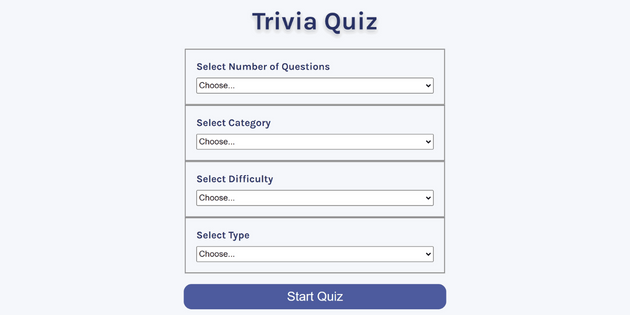 Trivia Quiz
Select Number of Questions
Choose...
Select Category
Choose...
Select Difficulty
Choose...
Select Type
Choose...
Start Quiz